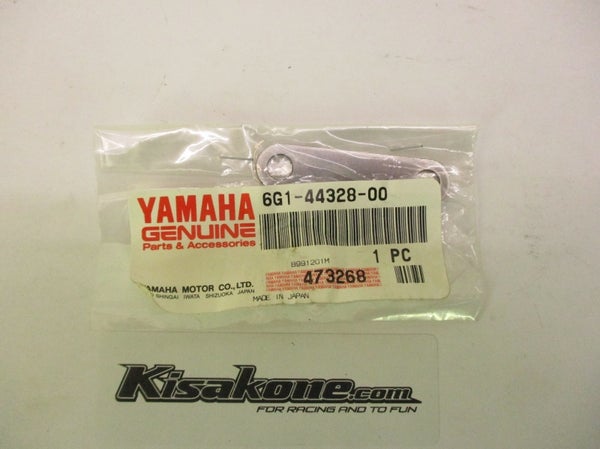 YAMAHA
GENUINE
Parts & Accessories
6G1-44328-00
8991201M
1 PC
473268
YAMAHA MOTOR CO., LTD.
SHINGAI IWATA SHIZUOKA JAPAN
MADE IN JAPAN
Kisakone.com
FOR RACING AND TO FUN